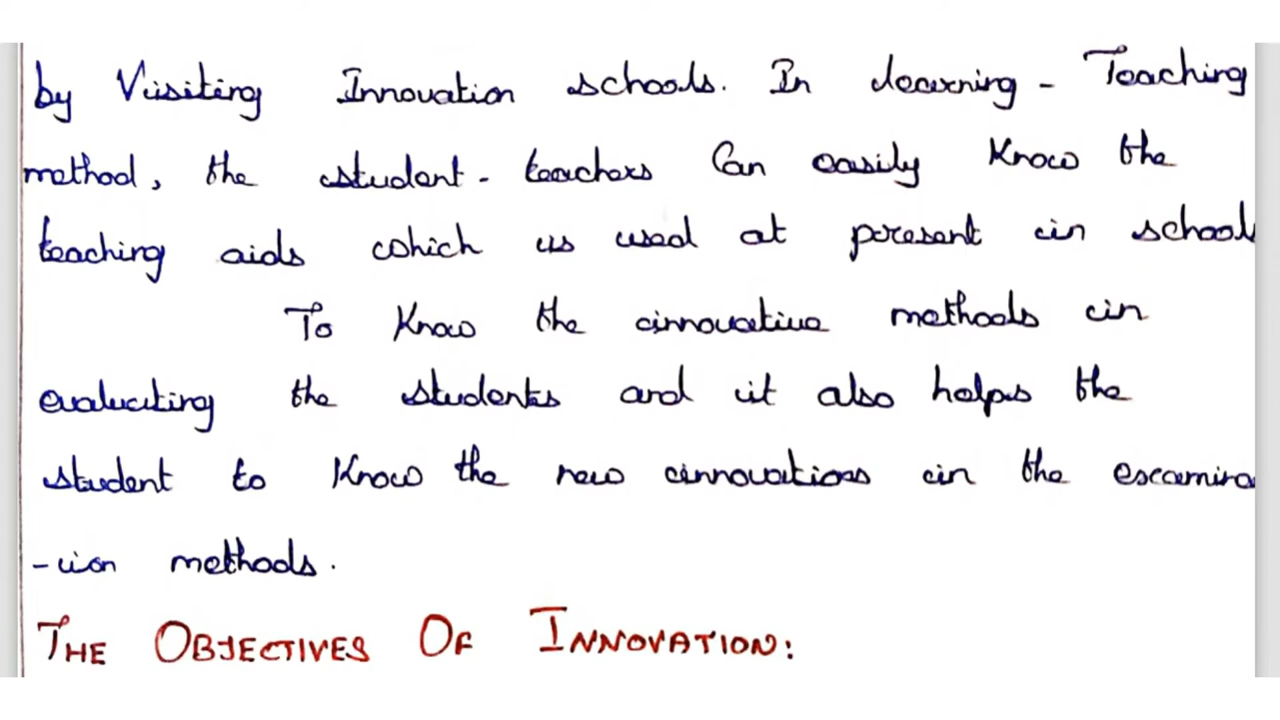 by Visiting Innovation schools. In learning - Teaching
method, the student - teachers Can easily Know the
teaching aids which is used at present in school
To Know the innovative methods in
evaluating the students and it also helps the
student to Know the new innovations in the examina
-ion methods.
THE OBJECTIVES OF INNOVATION: